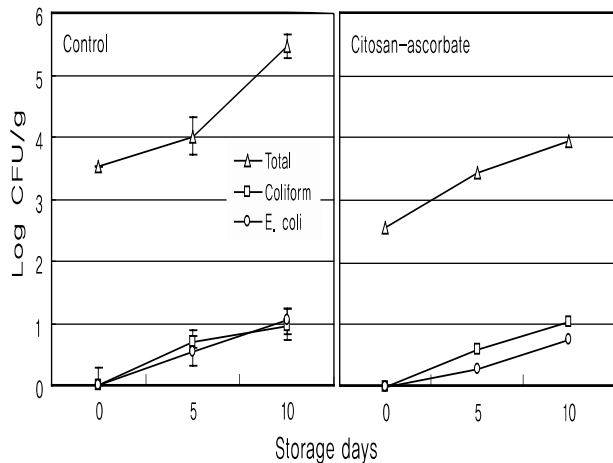 6
5
4
3
2
1
0
Log CFU/g
Control
Total
Coliform
E. coli
0 5 10
Citosan-ascorbate
0 5 10
Storage days